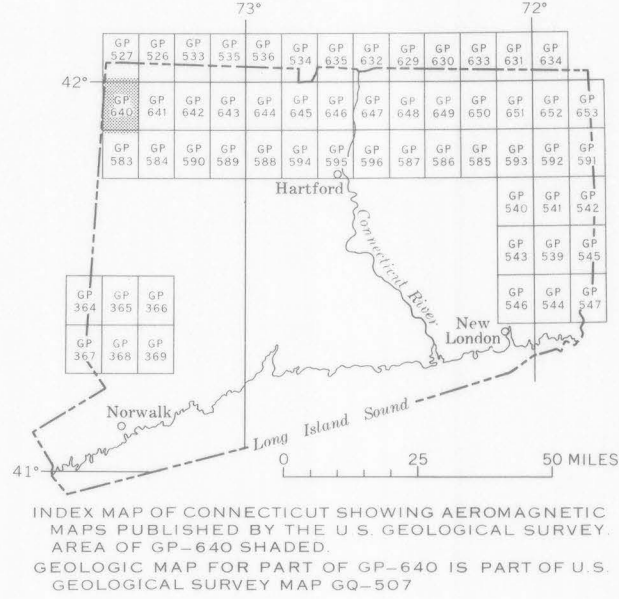 73° 72°
GP 527 GP 526 GP 533 GP 535 GP 536 GP 534 GP 635 GP 632 GP 629 GP 630 GP 633 GP 631 GP 634
42°
GP 640 GP 641 GP 642 GP 643 GP 644 GP 645 GP 646 GP 647 GP 648 GP 649 GP 650 GP 651 GP 652 GP 653
GP 583 GP 584 GP 590 GP 589 GP 588 GP 594 GP 595 GP 596 GP 587 GP 586 GP 585 GP 593 GP 592 GP 591
Hartford
GP 540 GP 541 GP 542
Connecticut River
GP 543 GP 539 GP 545
GP 364 GP 365 GP 366
GP 546 GP 544 GP 547
GP 367 GP 368 GP 369
New
London
Norwalk
Long Island Sound
41°
0 25 50 MILES
INDEX MAP OF CONNECTICUT SHOWING AEROMAGNETIC
MAPS PUBLISHED BY THE U S. GEOLOGICAL SURVEY.
AREA OF GP-640 SHADED.
GEOLOGIC MAP FOR PART OF GP-640 IS PART OF U.S.
GEOLOGICAL SURVEY MAP GQ-507